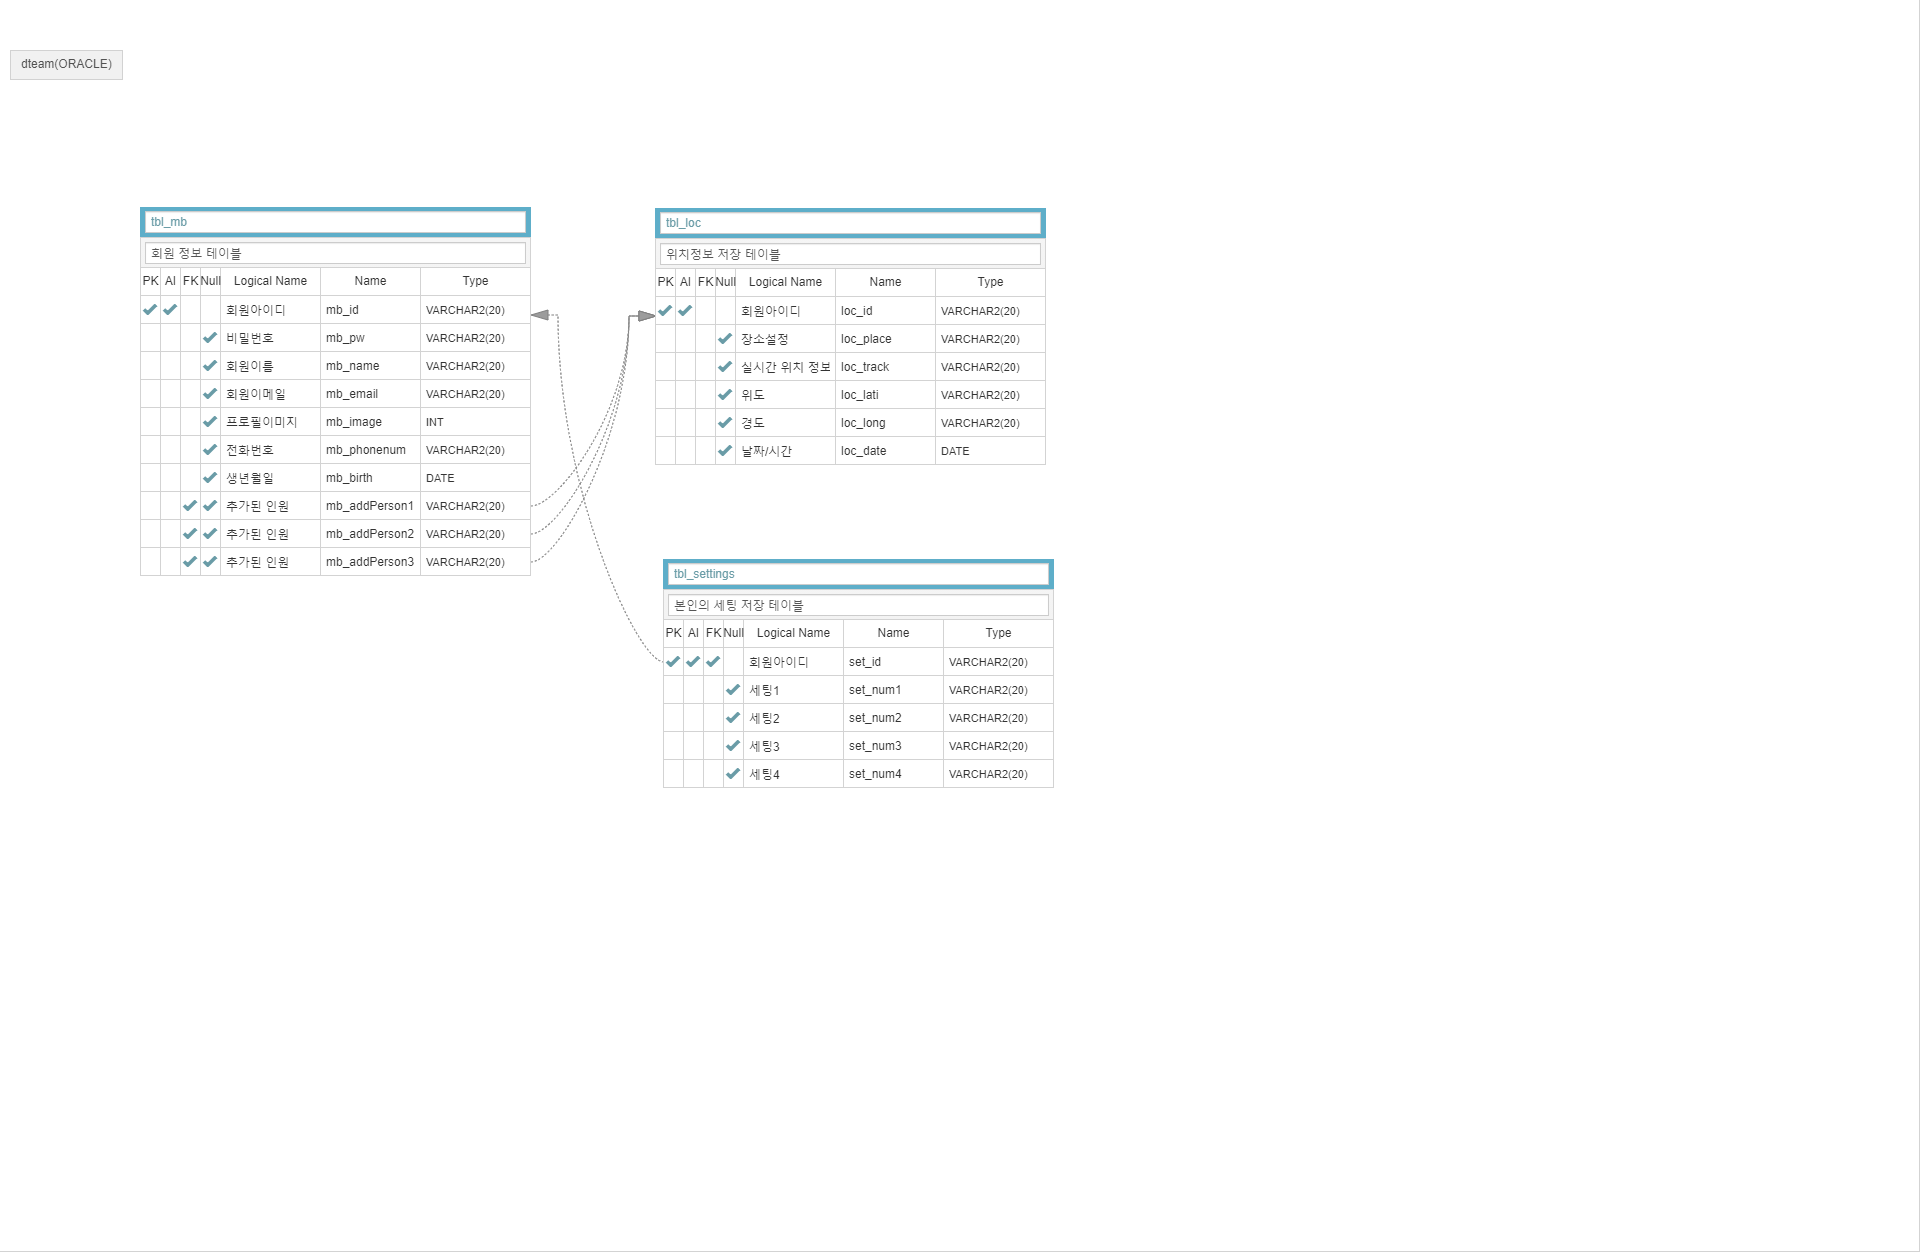 dteam(ORACLE)
tbl_mb
회원 정보 테이블
PK AI FK Null Logical Name Name Type
회원아이디 mb_id VARCHAR2(20)
비밀번호 mb_pw VARCHAR2(20)
회원이름 mb_name VARCHAR2(20)
회원이메일 mb_email VARCHAR2(20)
프로필이미지 mb_image INT
전화번호 mb_phonenum VARCHAR2(20)
생년월일 mb_birth DATE
추가된 인원 mb_addPerson1 VARCHAR2(20)
추가된 인원 mb_addPerson2 VARCHAR2(20)
추가된 인원 mb_addPerson3 VARCHAR2(20)
tbl_loc
위치정보 저장 테이블
PK AI FK Null Logical Name Name Type
회원아이디 loc_id VARCHAR2(20)
장소설정 loc_place VARCHAR2(20)
실시간 위치 정보 loc_track VARCHAR2(20)
위도 loc_lati VARCHAR2(20)
경도 loc_long VARCHAR2(20)
날짜/시간 loc_date DATE
tbl_settings
본인의 세팅 저장 테이블
PK AI FK Null Logical Name Name Type
회원아이디 set_id VARCHAR2(20)
세팅1 set_num1 VARCHAR2(20)
세팅2 set_num2 VARCHAR2(20)
세팅3 set_num3 VARCHAR2(20)
세팅4 set_num4 VARCHAR2(20)